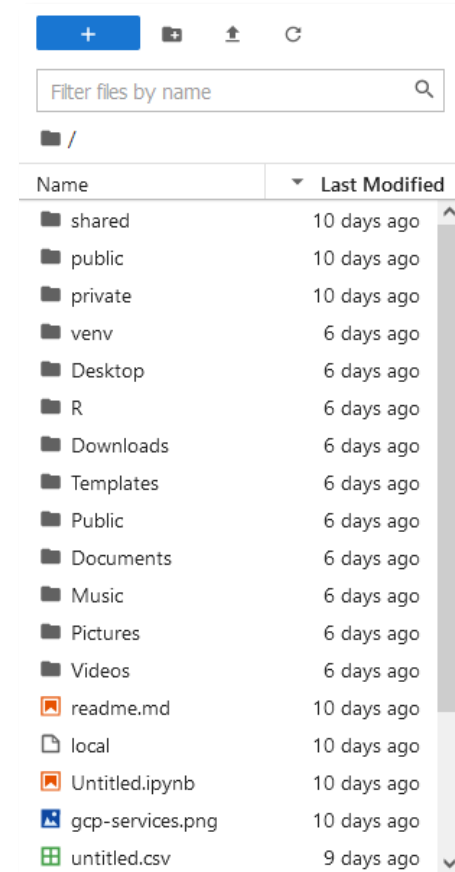 Filter files by name
/
Name Last Modified
shared 10 days ago
public 10 days ago
private 10 days ago
venv 6 days ago
Desktop 6 days ago
R 6 days ago
Downloads 6 days ago
Templates 6 days ago
Public 6 days ago
Documents 6 days ago
Music 6 days ago
Pictures 6 days ago
Videos 6 days ago
readme.md 10 days ago
local 10 days ago
Untitled.ipynb 10 days ago
gcp-services.png 10 days ago
untitled.csv 9 days ago